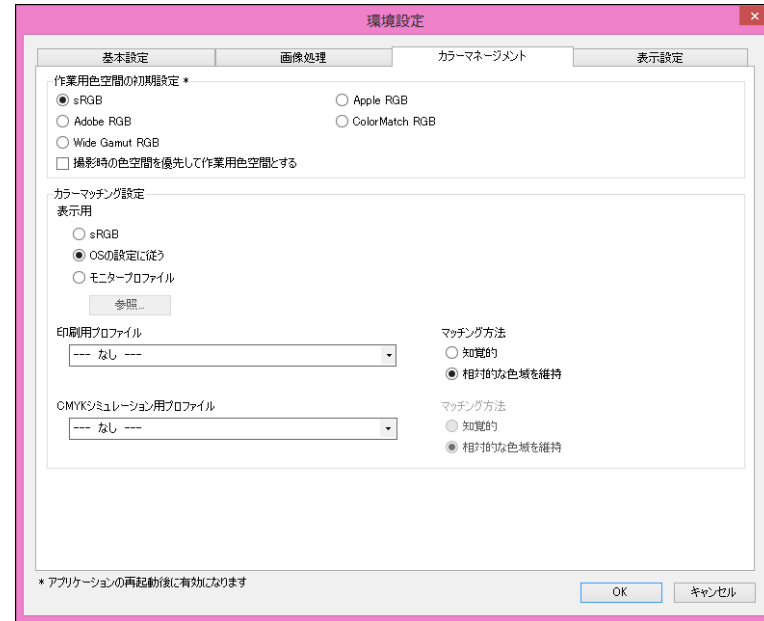 環境設定
基本設定
画像処理
カラーマネージメント
表示設定
作業用色空間の初期設定 *
sRGB
Apple RGB
Adobe RGB
ColorMatch RGB
Wide Gamut RGB
撮影時の色空間を優先して作業用色空間とする
カラーマッチング設定
表示用
sRGB
OSの設定に従う
モニタープロファイル
参照...
印刷用プロファイル
マッチング方法
--- なし ---
知覚的
相対的な色域を維持
CMYKシミュレーション用プロファイル
マッチング方法
--- なし ---
知覚的
相対的な色域を維持
* アプリケーションの再起動後に有効になります
OK
キャンセル